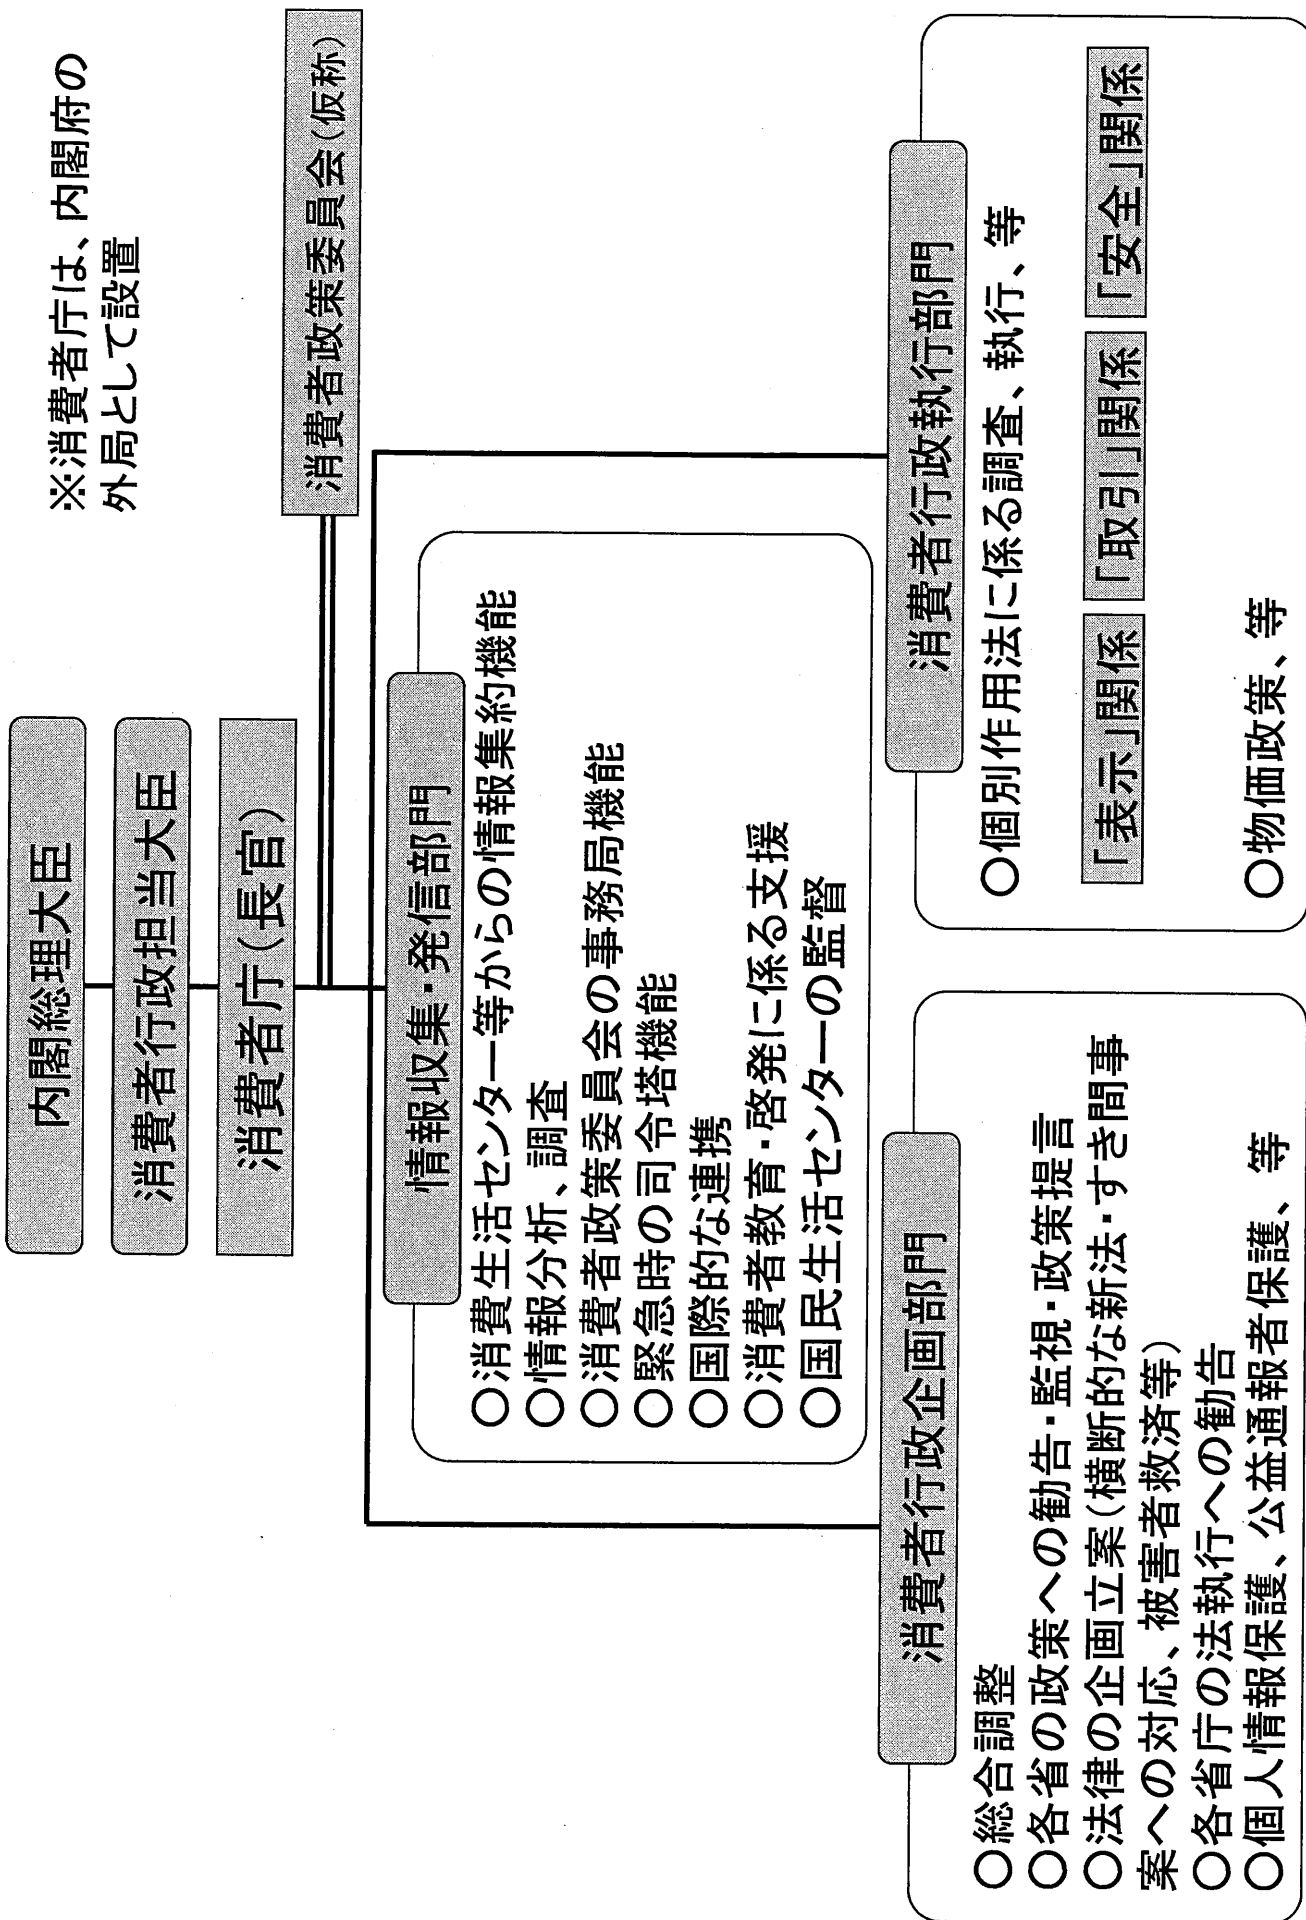 ※消費者庁は、内閣府の
外局として設置
内閣総理大臣
消費者行政担当大臣
消費者庁(長官)
消費者政策委員会(仮称)
情報収集・発信部門
○消費生活センター等からの情報集約機能
○情報分析、調査
○消費者政策委員会の事務局機能
○緊急時の司令塔機能
○国際的な連携
○消費者教育・啓発に係る支援
○国民生活センターの監督
消費者行政企画部門
○総合調整
○各省の政策への勧告・監視・政策提言
○法律の企画立案(横断的な新法・すき間事
案への対応、被害者救済等)
○各省庁の法執行への勧告
○個人情報保護、公益通報者保護、等
消費者行政執行部門
○個別作用法に係る調査、執行、等
「表示」関係 「取引」関係 「安全」関係
○物価政策、等